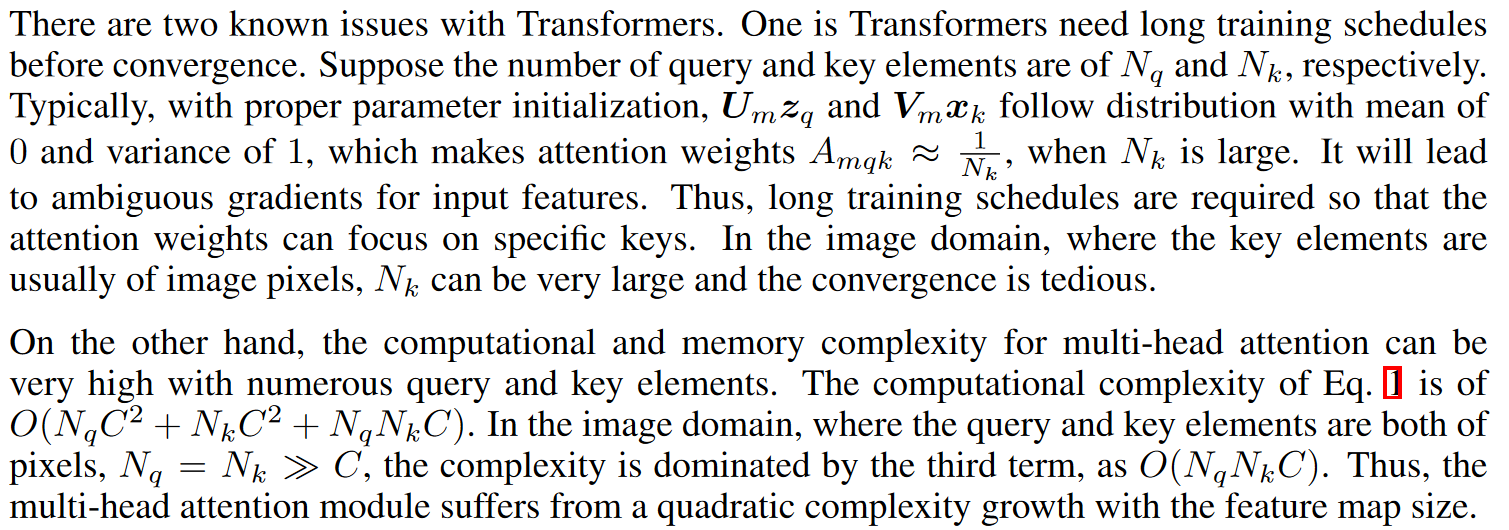 There are two known issues with Transformers. One is Transformers need long training schedules
before convergence. Suppose the number of query and key elements are of $N_q$ and $N_k$, respectively.
Typically, with proper parameter initialization, $\boldsymbol{U}_m \boldsymbol{z}_q$ and $\boldsymbol{V}_m \boldsymbol{x}_k$ follow distribution with mean of
0 and variance of 1, which makes attention weights $A_{mqk} \approx \frac{1}{N_k}$, when $N_k$ is large. It will lead
to ambiguous gradients for input features. Thus, long training schedules are required so that the
attention weights can focus on specific keys. In the image domain, where the key elements are
usually of image pixels, $N_k$ can be very large and the convergence is tedious.
On the other hand, the computational and memory complexity for multi-head attention can be
very high with numerous query and key elements. The computational complexity of Eq. 1 is of
$O(N_q C^2 + N_k C^2 + N_q N_k C)$. In the image domain, where the query and key elements are both of
pixels, $N_q = N_k \gg C$, the complexity is dominated by the third term, as $O(N_q N_k C)$. Thus, the
multi-head attention module suffers from a quadratic complexity growth with the feature map size.